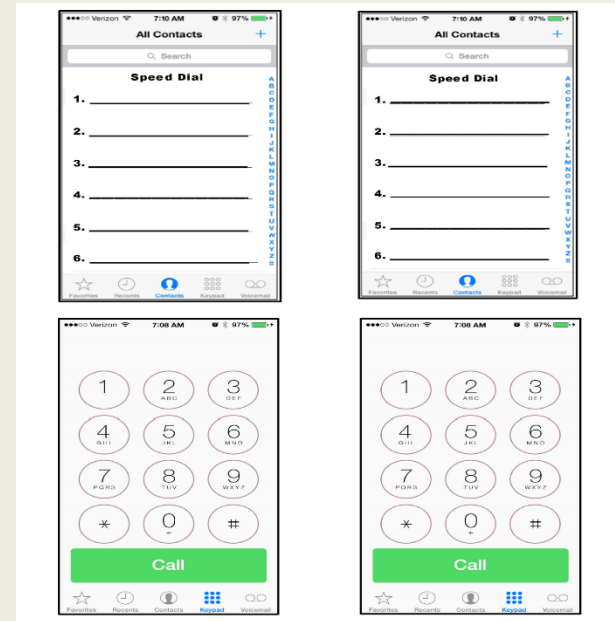 ●●●○○ Verizon 7:10 AM 97%
All Contacts +
Search
Speed Dial
1.
2.
3.
4.
5.
6.
A
B
C
D
E
F
G
H
I
J
K
L
M
N
O
P
Q
R
S
T
U
V
W
X
Y
Z
#
Favorites Recents Contacts Keypad Voicemail
●●●○○ Verizon 7:10 AM 97%
All Contacts +
Search
Speed Dial
1.
2.
3.
4.
5.
6.
A
B
C
D
E
F
G
H
I
J
K
L
M
N
O
P
Q
R
S
T
U
V
W
X
Y
Z
#
Favorites Recents Contacts Keypad Voicemail
●●●○○ Verizon 7:08 AM 97%
1 2 3
ABC DEF
4 5 6
GHI JKL MNO
7 8 9
PQRS TUV WXYZ
* 0 #
+
Call
Favorites Recents Contacts Keypad Voicemail
●●●○○ Verizon 7:08 AM 97%
1 2 3
ABC DEF
4 5 6
GHI JKL MNO
7 8 9
PQRS TUV WXYZ
* 0 #
+
Call
Favorites Recents Contacts Keypad Voicemail